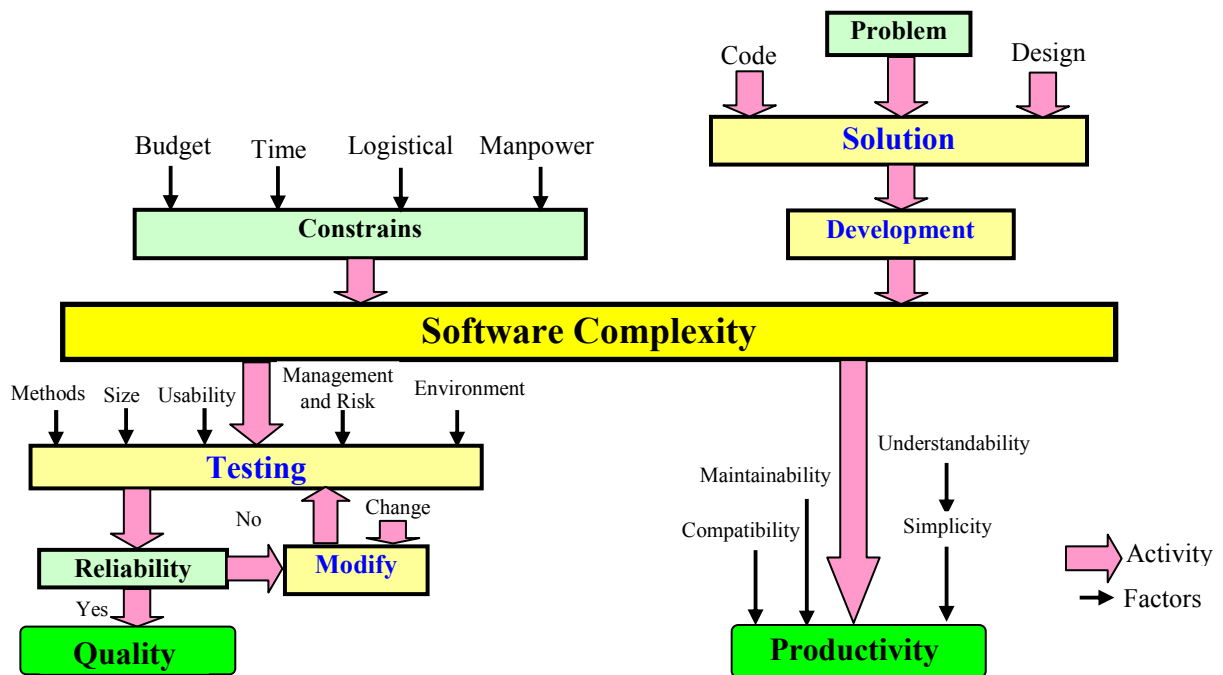 Problem
Code
Design
Solution
Budget
Time
Logistical
Manpower
Constrains
Development
Software Complexity
Methods
Size
Usability
Management
and Risk
Environment
Testing
Understandability
Maintainability
No
Change
Compatibility
Simplicity
Reliability
Modify
Activity
Yes
Factors
Quality
Productivity